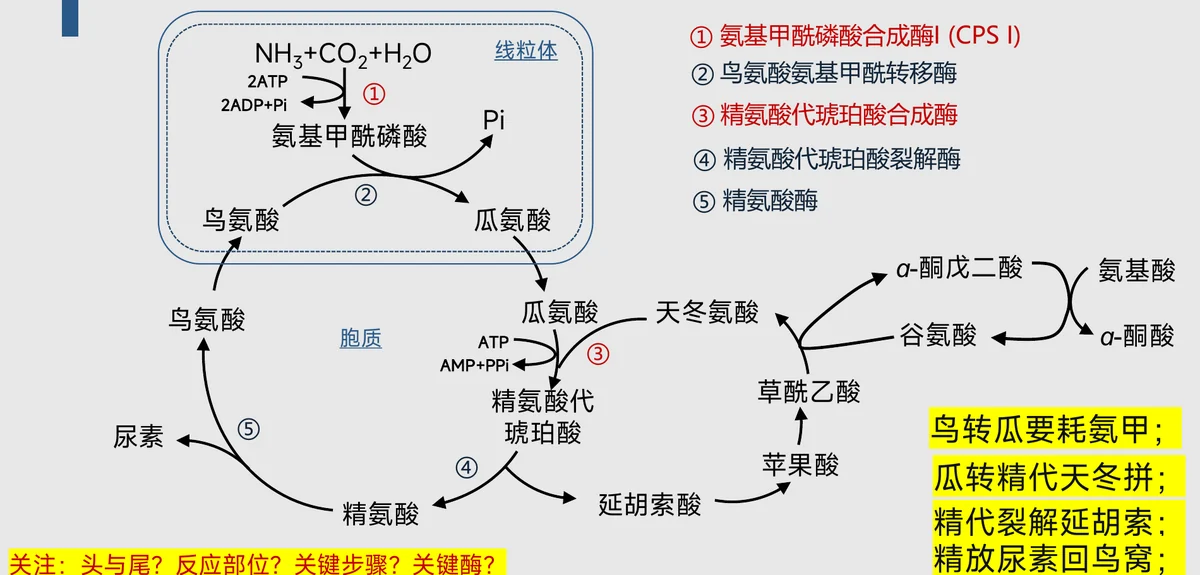 NH₃+CO₂+H₂O
线粒体
2ATP
2ADP+Pi
①
氨基甲酰磷酸
Pi
②
鸟氨酸
瓜氨酸
① 氨基甲酰磷酸合成酶I (CPS I)
② 鸟氨酸氨基甲酰转移酶
③ 精氨酸代琥珀酸合成酶
④ 精氨酸代琥珀酸裂解酶
⑤ 精氨酸酶
鸟氨酸
胞质
瓜氨酸
天冬氨酸
ATP
AMP+PPi
③
α-酮戊二酸
氨基酸
谷氨酸
α-酮酸
精氨酸代
琥珀酸
草酰乙酸
尿素
⑤
④
苹果酸
精氨酸
延胡索酸
鸟转瓜要耗氨甲；
瓜转精代天冬拼；
精代裂解延胡索；
精放尿素回鸟窝；
关注：头与尾？反应部位？关键步骤？关键酶？